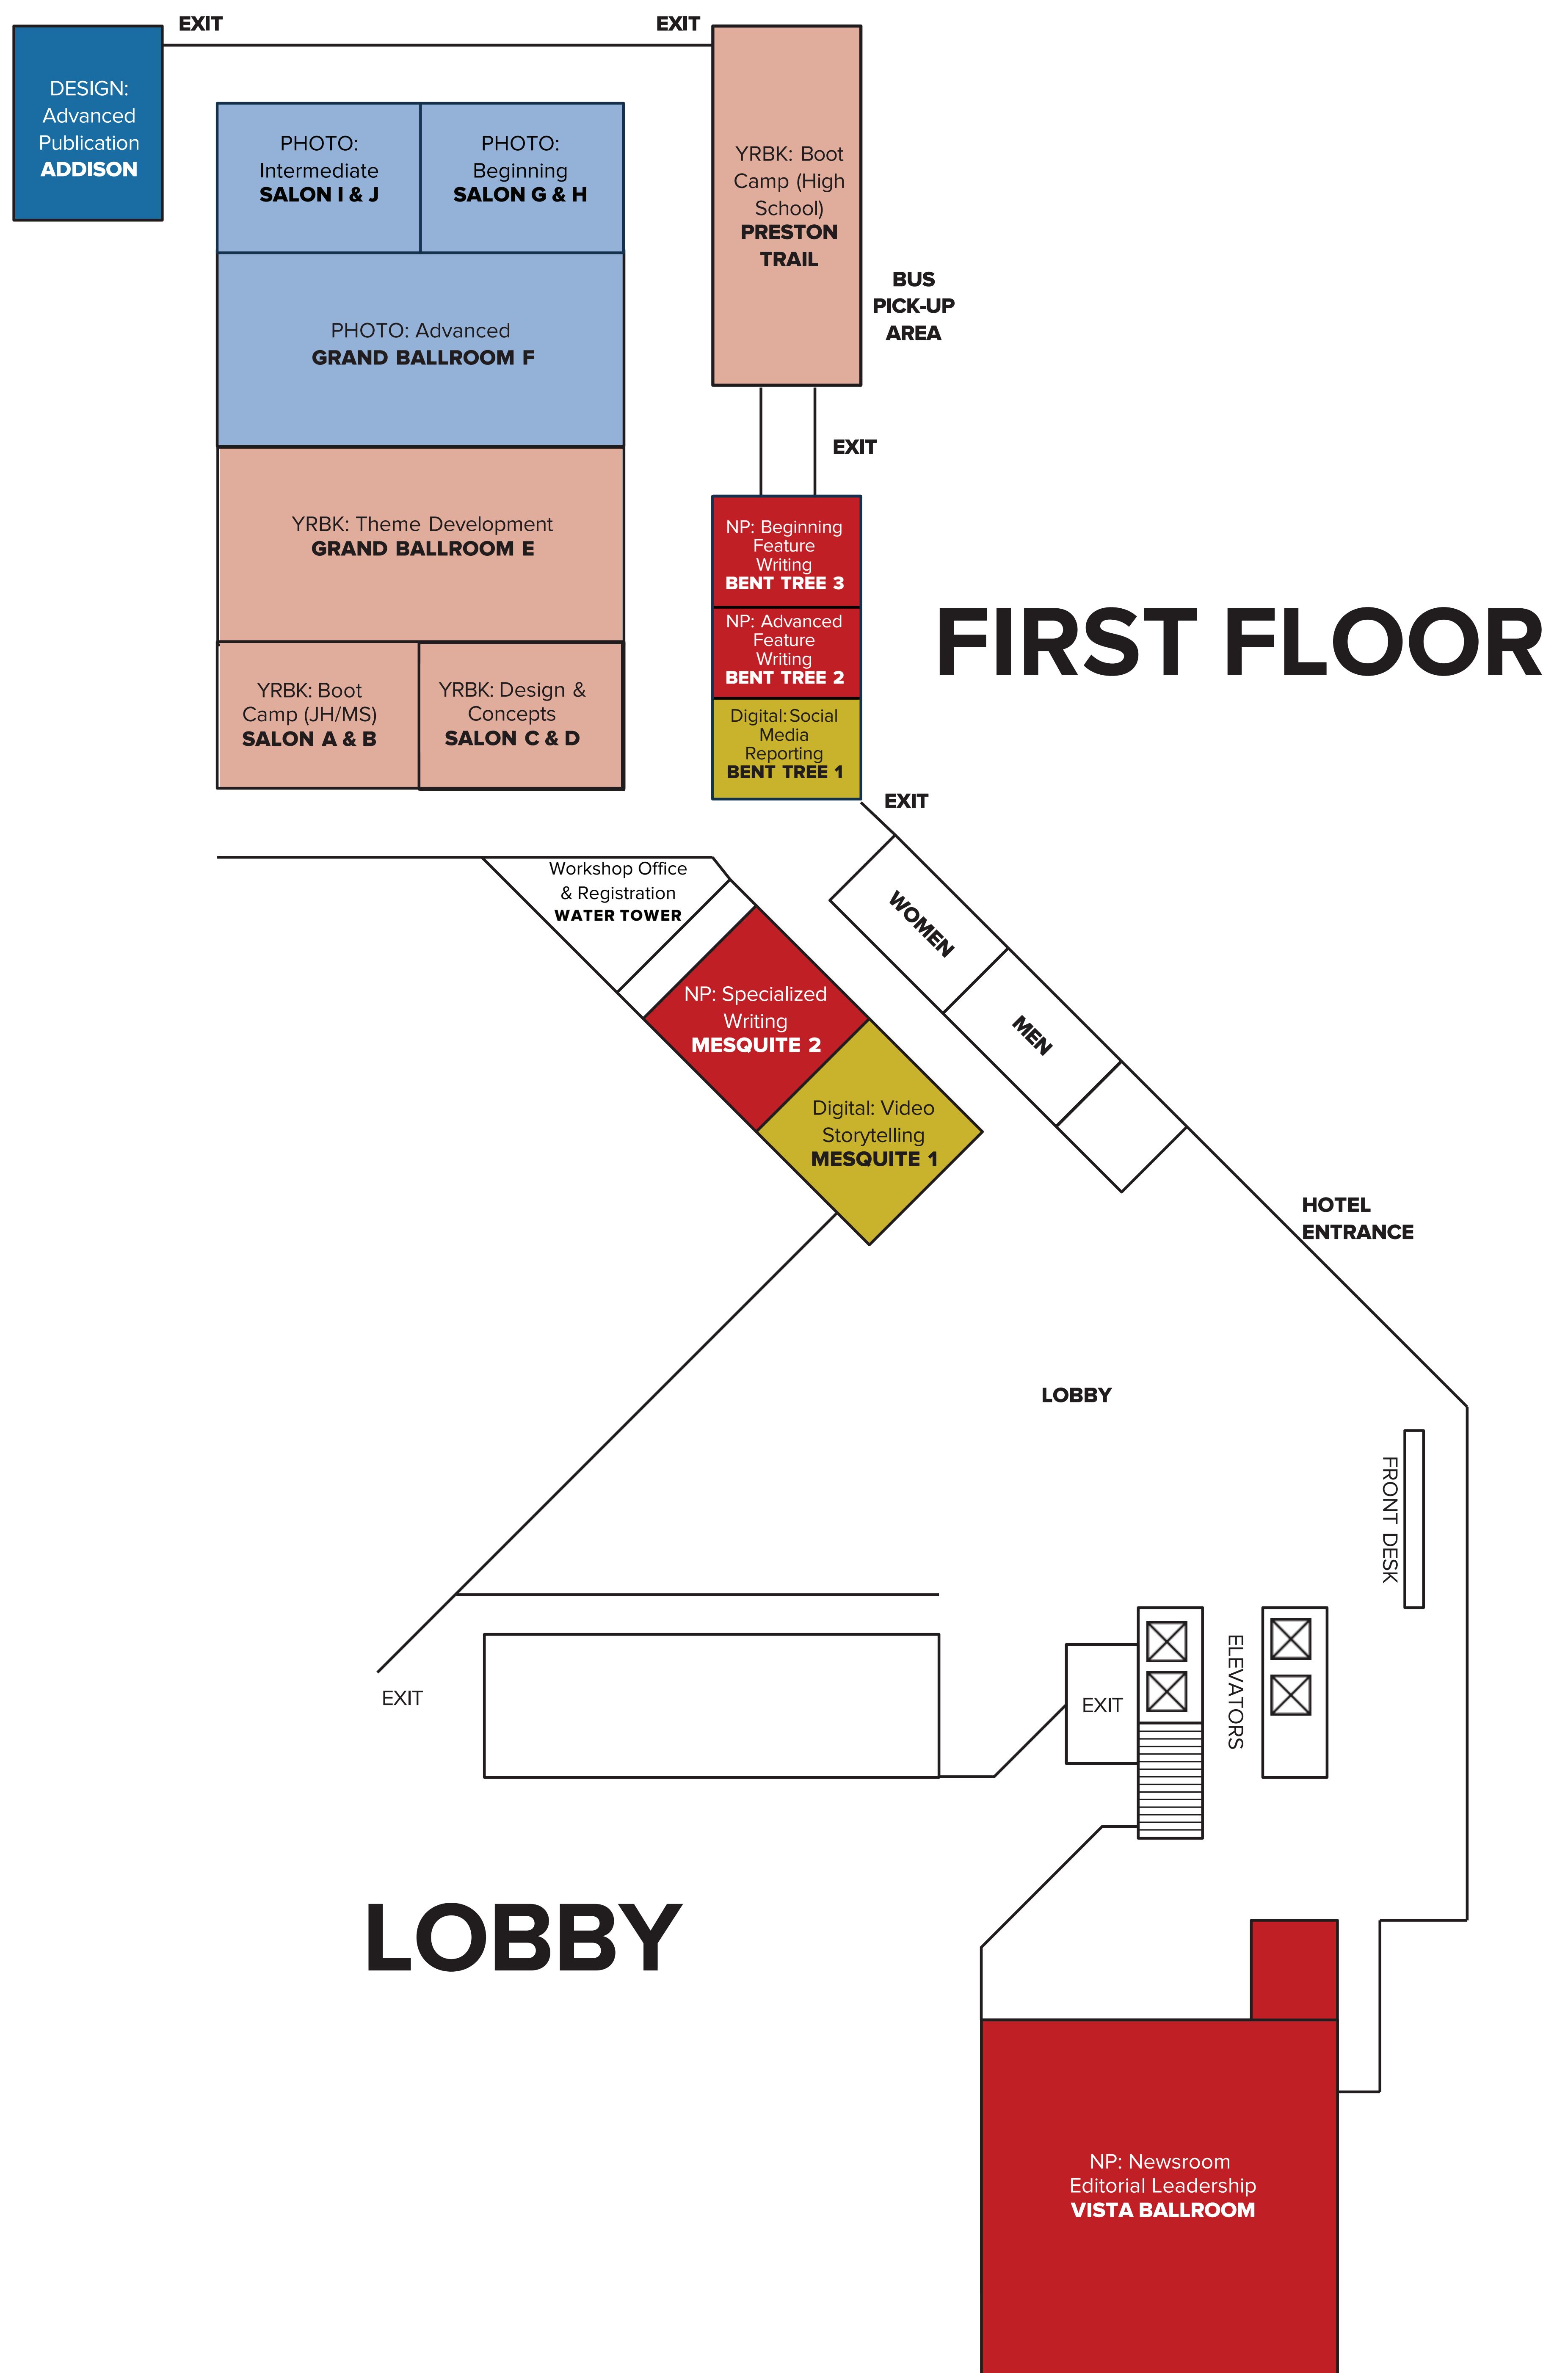 EXIT
EXIT
DESIGN:
Advanced
Publication
ADDISON
PHOTO:
Intermediate
SALON I & J
PHOTO:
Beginning
SALON G & H
YRBK: Boot
Camp (High
School)
PRESTON
TRAIL
BUS
PICK-UP
AREA
PHOTO: Advanced
GRAND BALLROOM F
EXIT
YRBK: Theme Development
GRAND BALLROOM E
NP: Beginning
Feature
Writing
BENT TREE 3
NP: Advanced
Feature
Writing
BENT TREE 2
FIRST FLOOR
YRBK: Boot
Camp (JH/MS)
SALON A & B
YRBK: Design &
Concepts
SALON C & D
Digital: Social
Media
Reporting
BENT TREE 1
EXIT
Workshop Office
& Registration
WATER TOWER
WOMEN
MEN
NP: Specialized
Writing
MESQUITE 2
Digital: Video
Storytelling
MESQUITE 1
HOTEL
ENTRANCE
LOBBY
FRONT DESK
ELEVATORS
EXIT
EXIT
LOBBY
NP: Newsroom
Editorial Leadership
VISTA BALLROOM